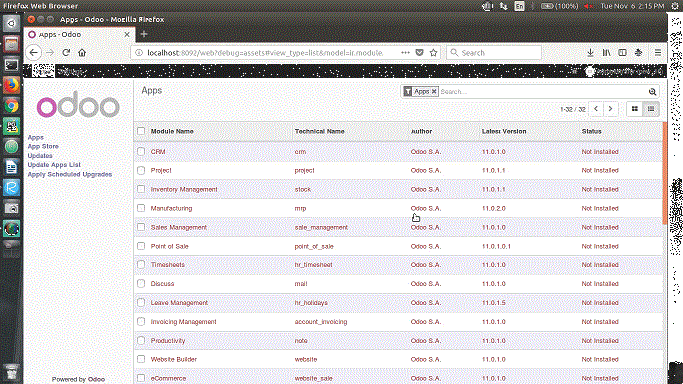 Firefox Web Browser
En
(100%)
Tue Nov 6 2:15 PM
Apps - Odoo - Mozilla Firefox
Apps - Odoo
localhost:8092/web?debug=assets#view_type=list&model=ir.module.
Search
odoo
Apps
App Store
Updates
Update Apps List
Apply Scheduled Upgrades
Powered by Odoo
Apps
Apps
Search...
1-32 / 32
Module Name Technical Name Author Latest Version Status
CRM crm Odoo S.A. 11.0.1.0 Not Installed
Project project Odoo S.A. 11.0.1.1 Not Installed
Inventory Management stock Odoo S.A. 11.0.1.1 Not Installed
Manufacturing mrp Odoo S.A. 11.0.2.0 Not Installed
Sales Management sale_management Odoo S.A. 11.0.1.0 Not Installed
Point of Sale point_of_sale Odoo S.A. 11.0.1.0.1 Not Installed
Timesheets hr_timesheet Odoo S.A. 11.0.1.0 Not Installed
Discuss mail Odoo S.A. 11.0.1.0 Not Installed
Leave Management hr_holidays Odoo S.A. 11.0.1.5 Not Installed
Invoicing Management account_invoicing Odoo S.A. 11.0.1.0 Not Installed
Productivity note Odoo S.A. 11.0.1.0 Not Installed
Website Builder website Odoo S.A. 11.0.1.0 Not Installed
eCommerce website_sale Odoo S.A. 11.0.1.0 Not Installed